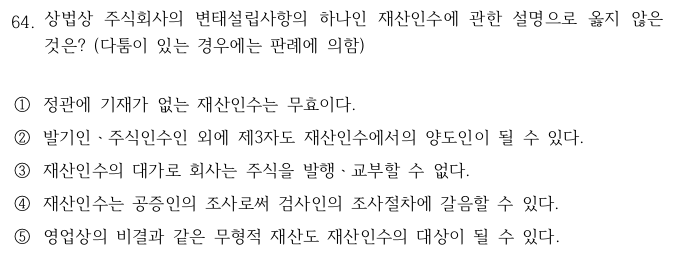 64. 상법상 주식회사의 변태설립사항의 하나인 재산인수에 관한 설명으로 옳지 않은
것은? (다툼이 있는 경우에는 판례에 의함)
① 정관에 기재가 없는 재산인수는 무효이다.
② 발기인ㆍ주식인수인 외에 제3자도 재산인수에서의 양도인이 될 수 있다.
③ 재산인수의 대가로 회사는 주식을 발행ㆍ교부할 수 없다.
④ 재산인수는 공증인의 조사로써 검사인의 조사절차에 갈음할 수 있다.
⑤ 영업상의 비결과 같은 무형적 재산도 재산인수의 대상이 될 수 있다.